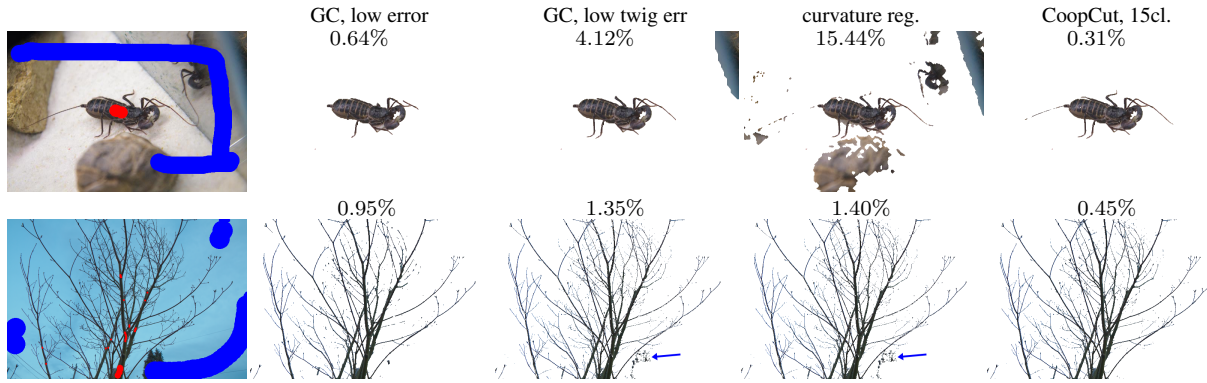 GC, low error GC, low twig err curvature reg. CoopCut, 15cl.
0.64% 4.12% 15.44% 0.31%
0.95% 1.35% 1.40% 0.45%